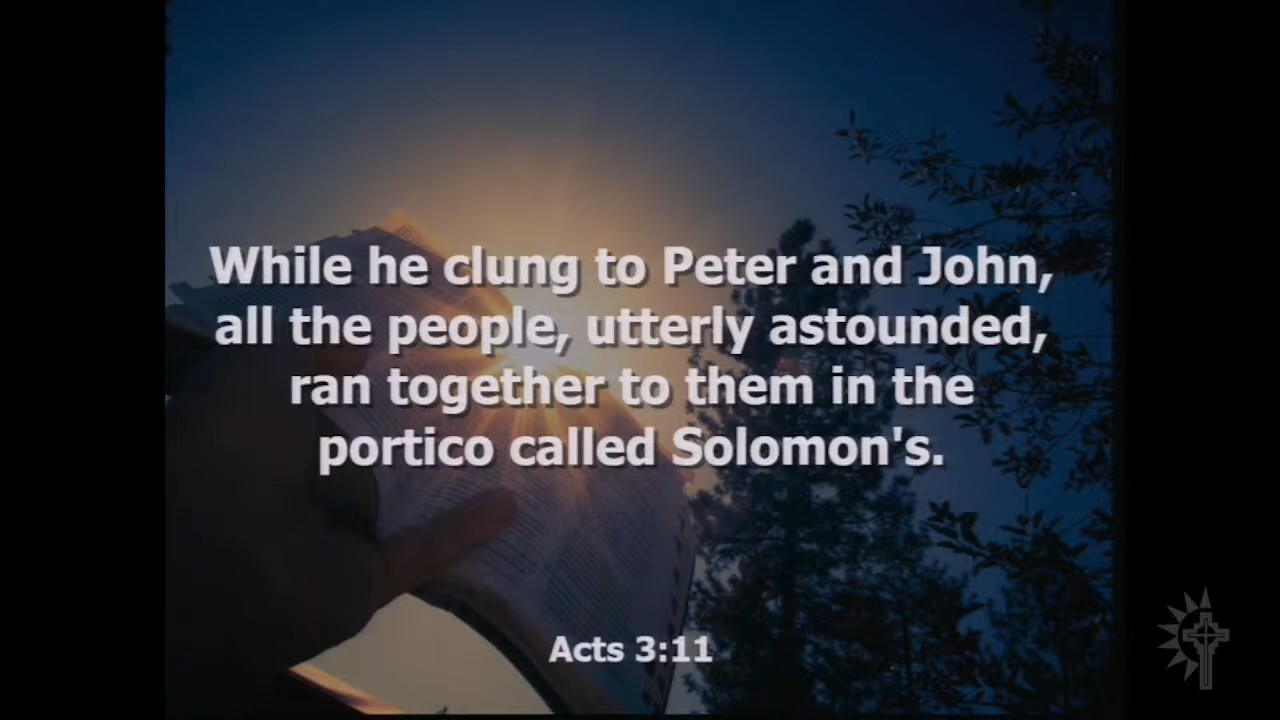 While he clung to Peter and John,
all the people, utterly astounded,
ran together to them in the
portico called Solomon's.
Acts 3:11